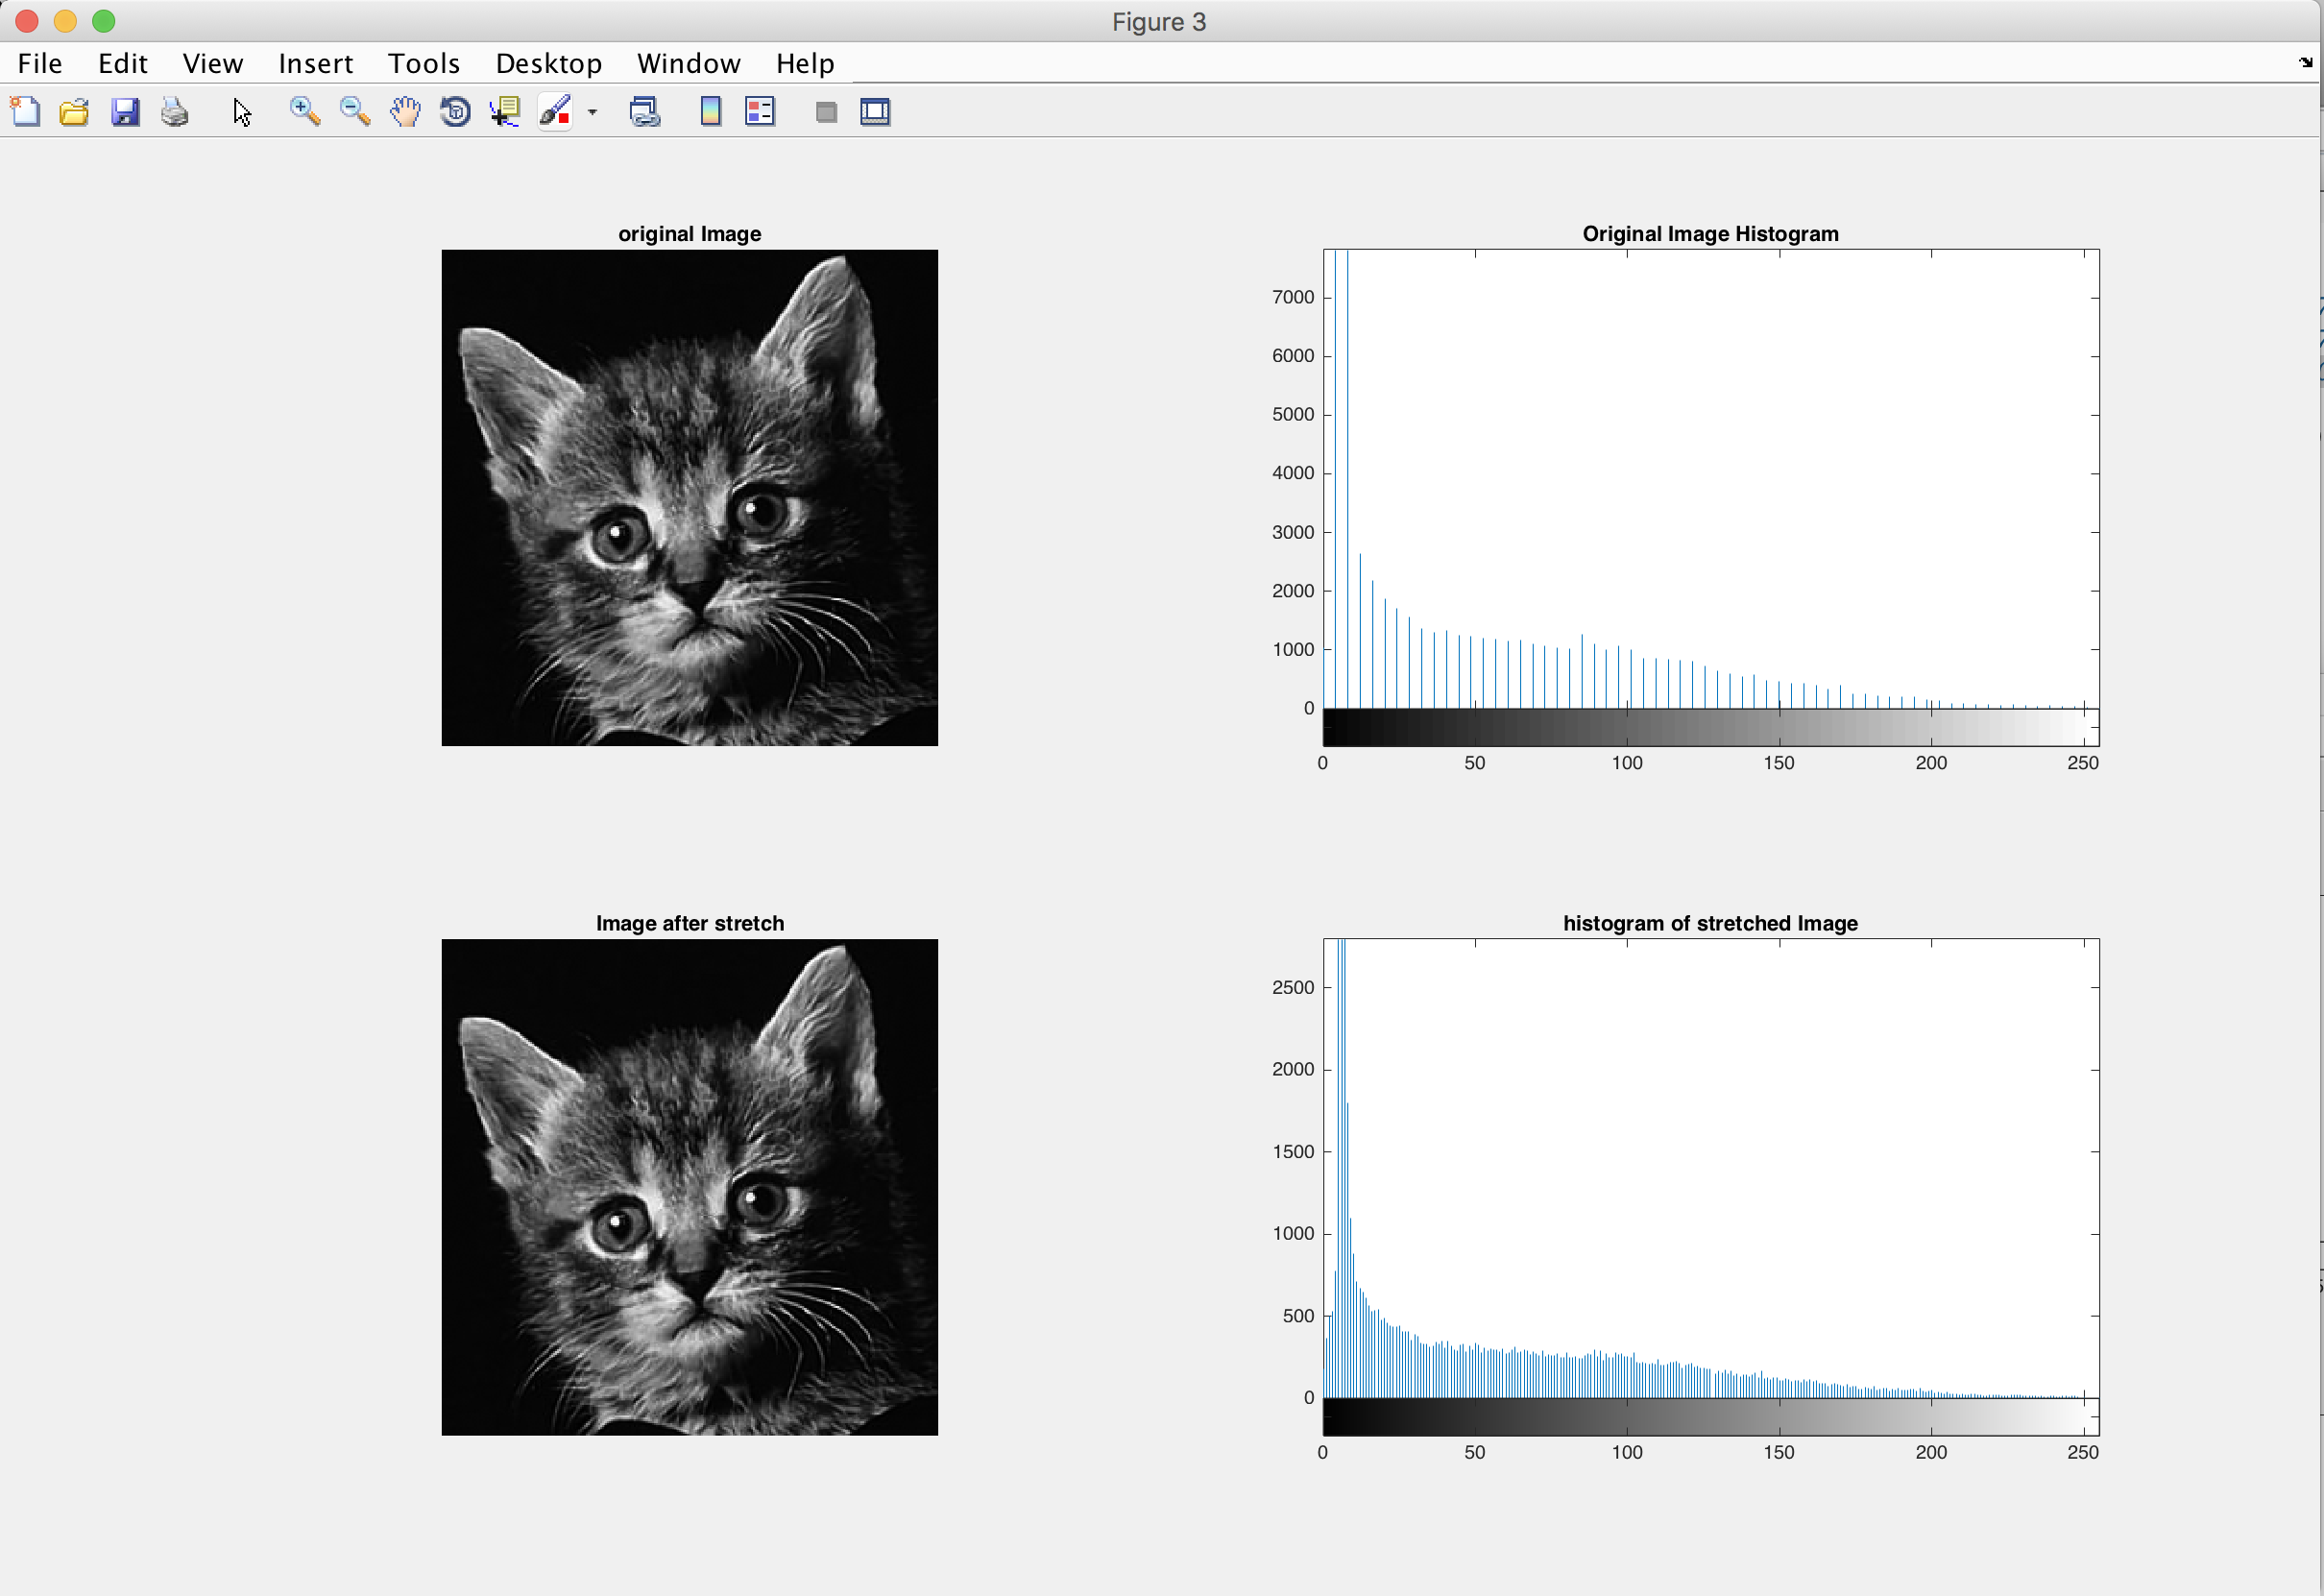 Figure 3
File Edit View Insert Tools Desktop Window Help
original Image
Original Image Histogram
7000
6000
5000
4000
3000
2000
1000
0
0 50 100 150 200 250
Image after stretch
histogram of stretched Image
2500
2000
1500
1000
500
0
0 50 100 150 200 250